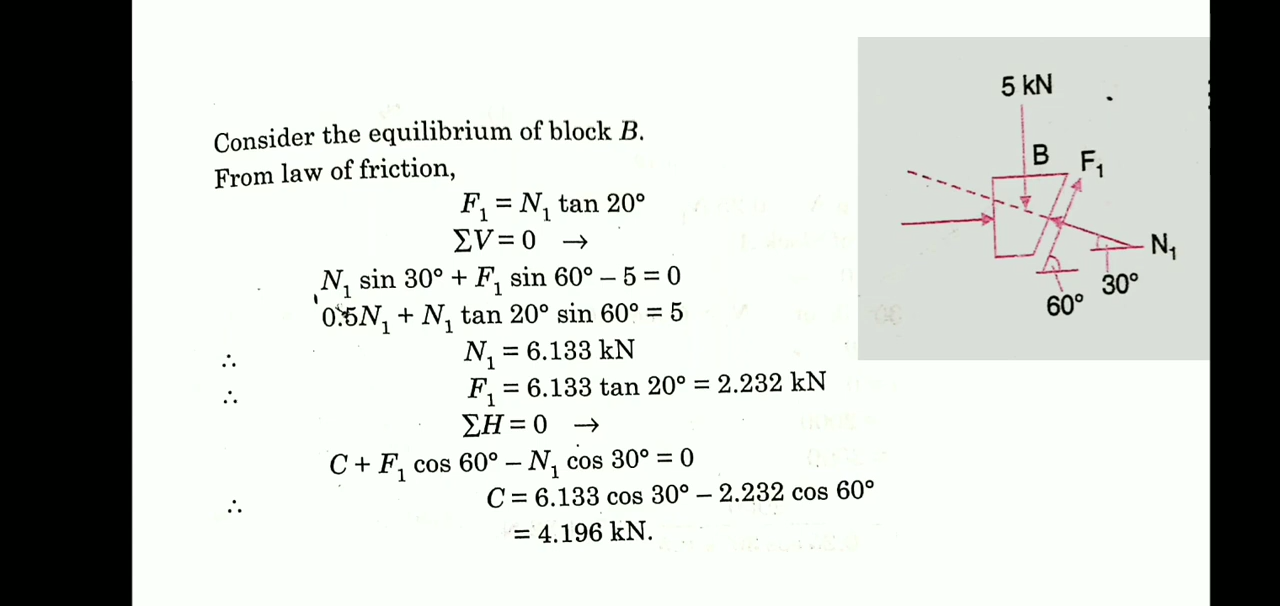 Consider the equilibrium of block B.
From law of friction,
F₁ = N₁ tan 20°
ΣV = 0 →
N₁ sin 30° + F₁ sin 60° – 5 = 0
0.5N₁ + N₁ tan 20° sin 60° = 5
∴ N₁ = 6.133 kN
∴ F₁ = 6.133 tan 20° = 2.232 kN
ΣH = 0 →
C + F₁ cos 60° – N₁ cos 30° = 0
∴ C = 6.133 cos 30° – 2.232 cos 60°
= 4.196 kN.
5 kN
B F₁
N₁
30°
60°